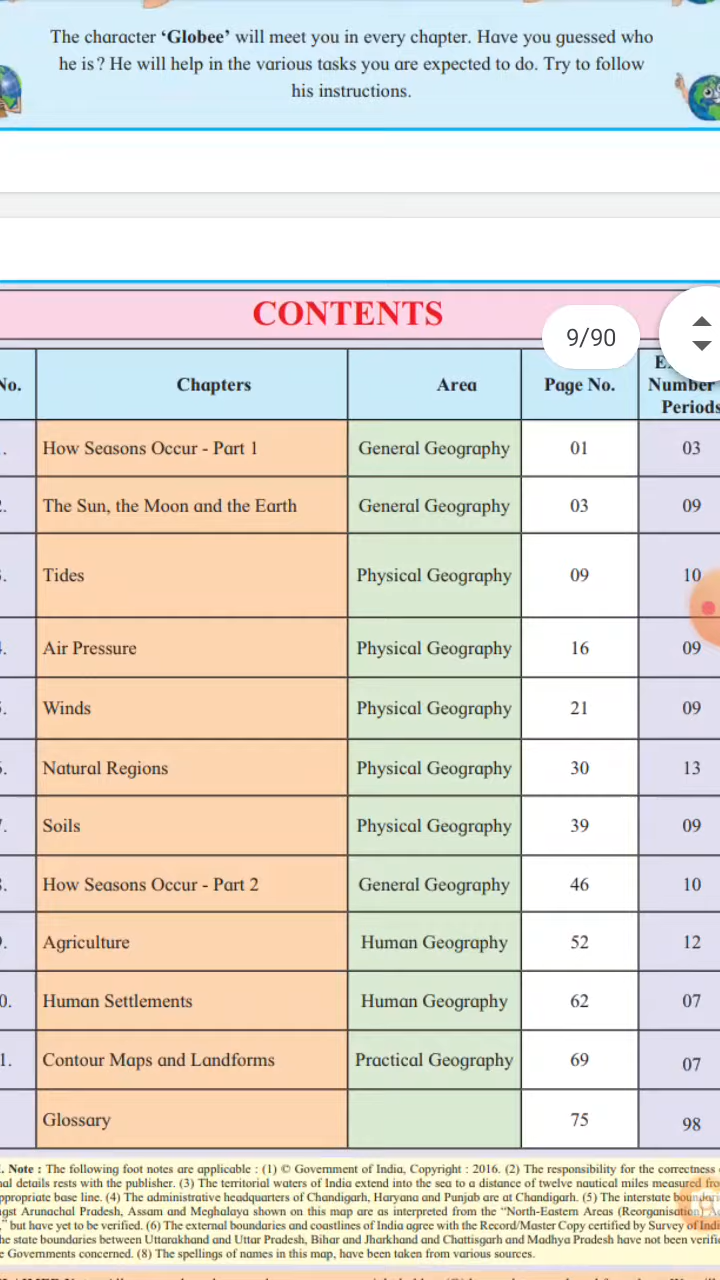 The character ‘Globee’ will meet you in every chapter. Have you guessed who
he is? He will help in the various tasks you are expected to do. Try to follow
his instructions.
CONTENTS
9/90
No. Chapters Area Page No. Number Periods
How Seasons Occur - Part 1 General Geography 01 03
The Sun, the Moon and the Earth General Geography 03 09
Tides Physical Geography 09 10
Air Pressure Physical Geography 16 09
Winds Physical Geography 21 09
Natural Regions Physical Geography 30 13
Soils Physical Geography 39 09
How Seasons Occur - Part 2 General Geography 46 10
Agriculture Human Geography 52 12
0. Human Settlements Human Geography 62 07
1. Contour Maps and Landforms Practical Geography 69 07
Glossary 75 98
. Note : The following foot notes are applicable : (1) © Government of India, Copyright : 2016. (2) The responsibility for the correctness
nal details rests with the publisher. (3) The territorial waters of India extend into the sea to a distance of twelve nautical miles measured fro
ppropriate base line. (4) The administrative headquarters of Chandigarh, Haryana and Punjab are at Chandigarh. (5) The interstate boundari
gst Arunachal Pradesh, Assam and Meghalaya shown on this map are as interpreted from the “North-Eastern Areas (Reorganisation)
” but have yet to be verified. (6) The external boundaries and coastlines of India agree with the Record/Master Copy certified by Survey of Indi
he state boundaries between Uttarakhand and Uttar Pradesh, Bihar and Jharkhand and Chattisgarh and Madhya Pradesh have not been verifi
e Governments concerned. (8) The spellings of names in this map, have been taken from various sources.